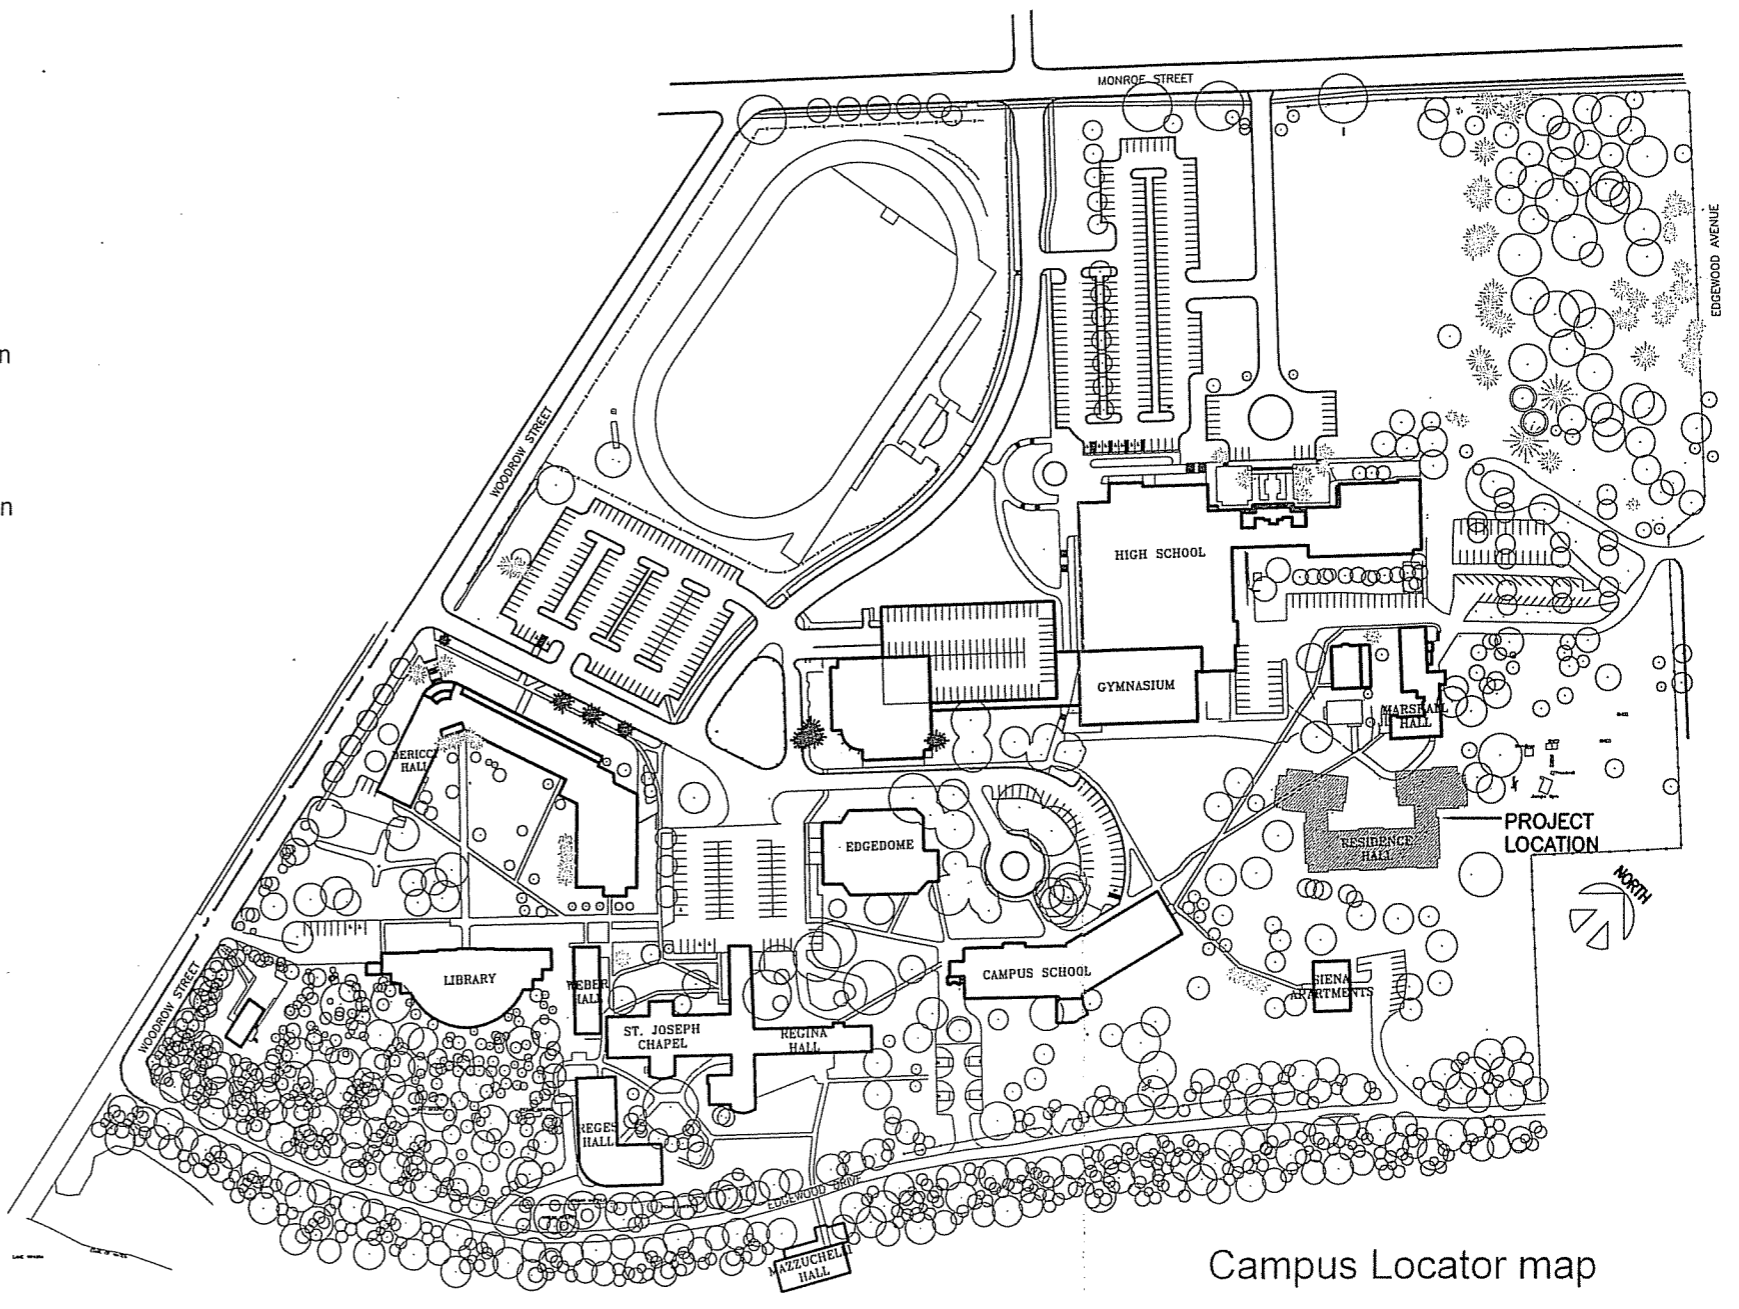 MONROE STREET
EDGEWOOD AVENUE
n
WOODROW STREET
n
HIGH SCHOOL
GYMNASIUM
MARSHALL
HALL
DERICCI
HALL
PROJECT
LOCATION
EDGEDOME
RESIDENCE
HALL
NORTH
LIBRARY
WEBER
HALL
CAMPUS SCHOOL
SIENA
APARTMENTS
WOODROW STREET
ST. JOSEPH
CHAPEL
REGINA
HALL
REGES
HALL
EDGEWOOD DRIVE
MAZZUCHELLI
HALL
Campus Locator map